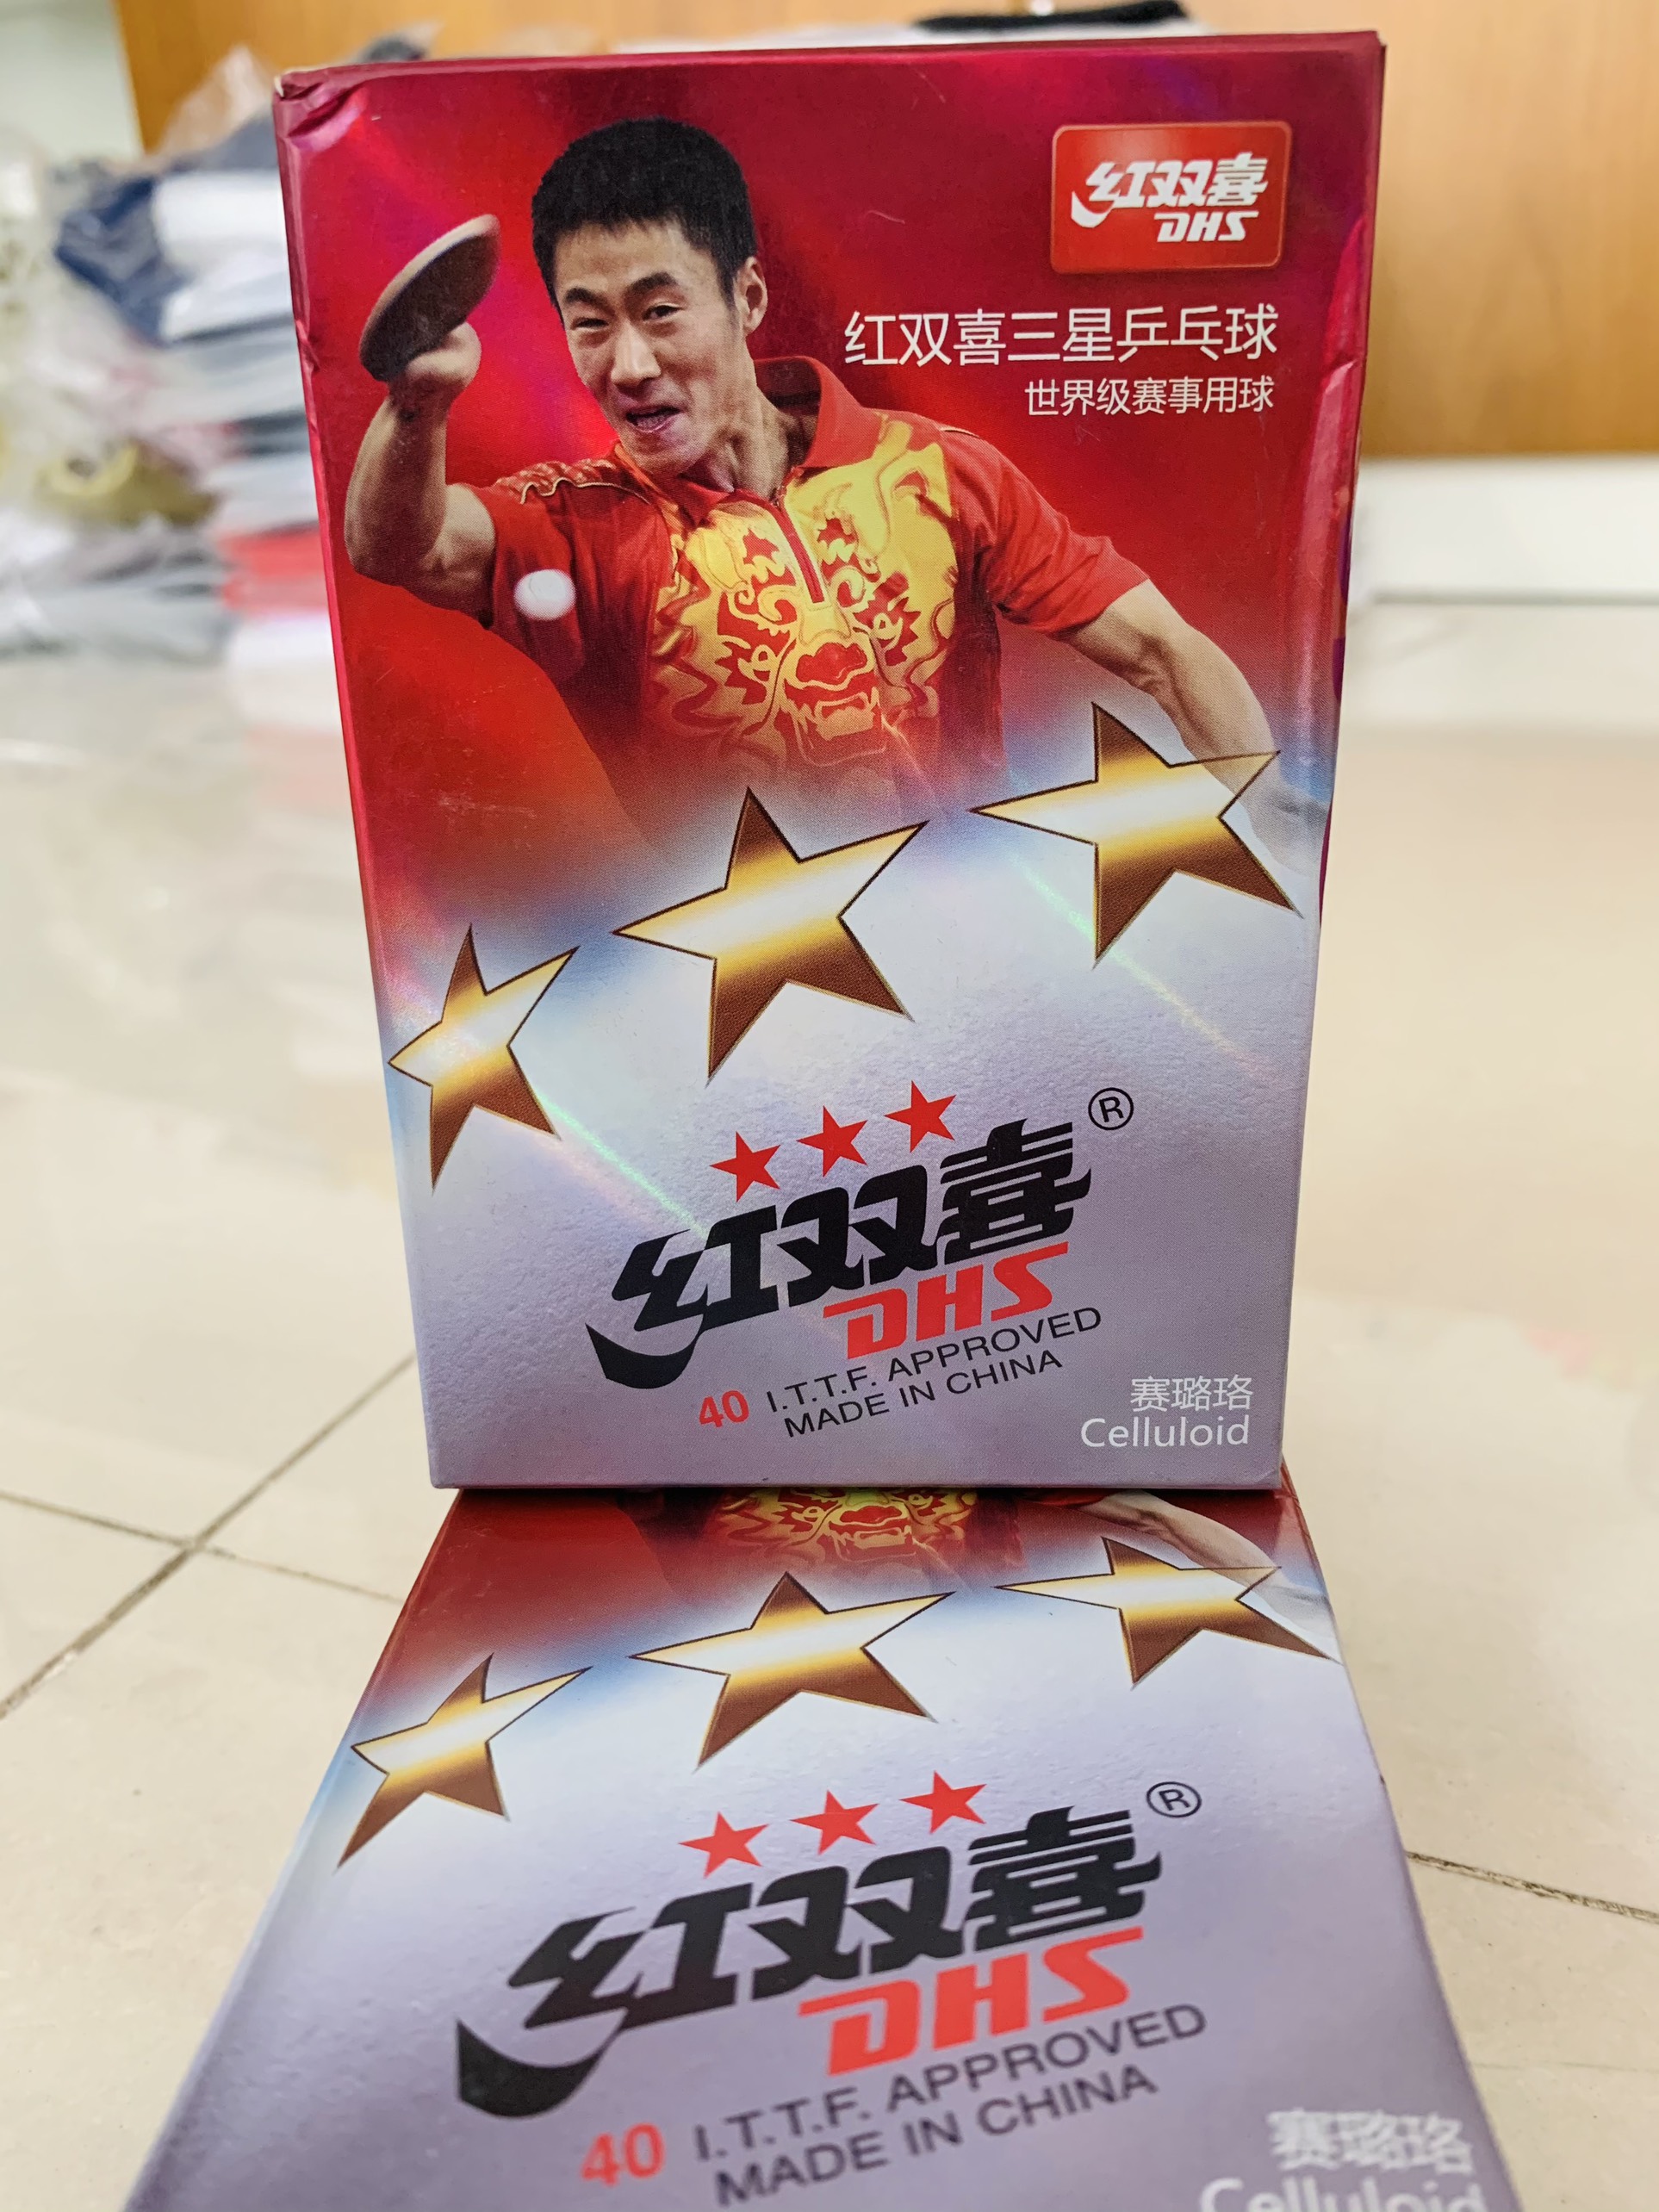 红双喜
DHS
红双喜三星乒乓球
世界级赛事用球
红双喜®
DHS
40 I.T.T.F. APPROVED
MADE IN CHINA
赛璐珞
Celluloid
红双喜®
DHS
40 I.T.T.F. APPROVED
MADE IN CHINA
赛璐珞
Celluloid